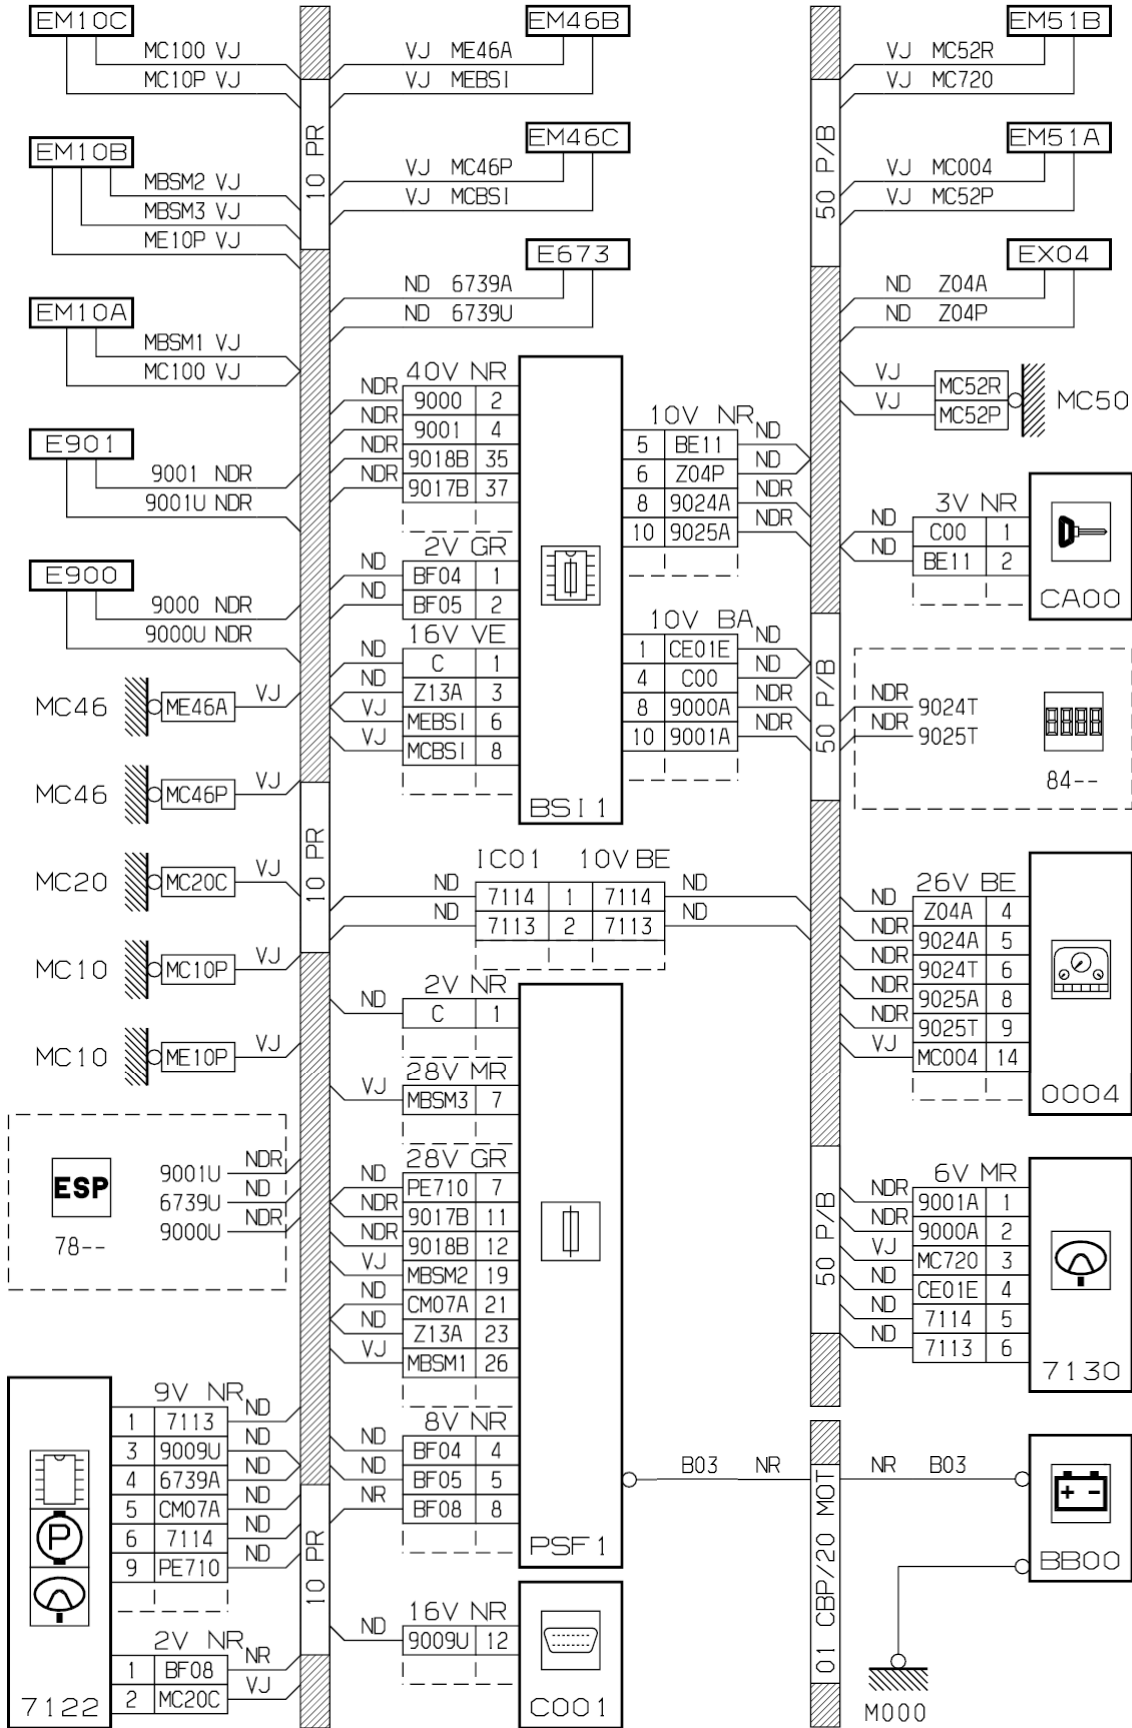 EM10C
MC100 VJ
MC10P VJ
EM10B
MBSM2 VJ
MBSM3 VJ
ME10P VJ
EM10A
MBSM1 VJ
MC100 VJ
E901
9001 NDR
9001U NDR
E900
9000 NDR
9000U NDR
MC46 ME46A VJ
MC46 MC46P VJ
MC20 MC20C VJ
MC10 MC10P VJ
MC10 ME10P VJ
ESP
78--
9001U NDR
6739U ND
9000U NDR
9V NR
1 7113 ND
3 9009U ND
4 6739A ND
5 CM07A ND
6 7114 ND
9 PE710 ND
2V NR
1 BF08 NR
2 MC20C VJ
P
7122
10 PR
10 PR
10 PR
EM46B
VJ ME46A
VJ MEBSI
EM46C
VJ MC46P
VJ MCBSI
E673
ND 6739A
ND 6739U
40V NR
NDR 9000 2
NDR 9001 4
NDR 9018B 35
NDR 9017B 37
2V GR
ND BF04 1
ND BF05 2
16V VE
ND C 1
ND Z13A 3
VJ MEBSI 6
VJ MCBSI 8
10V NR
5 BE11 ND
6 Z04P ND
8 9024A NDR
10 9025A NDR
10V BA
1 CE01E ND
4 C00 ND
8 9000A NDR
10 9001A NDR
BSI1
IC01 10V BE
ND 7114 1 7114 ND
ND 7113 2 7113 ND
2V NR
ND C 1
28V MR
VJ MBSM3 7
28V GR
ND PE710 7
NDR 9017B 11
NDR 9018B 12
VJ MBSM2 19
ND CM07A 21
ND Z13A 23
VJ MBSM1 26
8V NR
ND BF04 4
ND BF05 5
NR BF08 8
PSF1
B03 NR
16V NR
ND 9009U 12
C001
50 P/B
50 P/B
50 P/B
01 CBP/20 MOT
EM51B
VJ MC52R
VJ MC720
EM51A
VJ MC004
VJ MC52P
EX04
ND Z04A
ND Z04P
VJ MC52R
VJ MC52P
MC50
3V NR
ND C00 1
ND BE11 2
CA00
NDR 9024T
NDR 9025T
8888
84--
26V BE
ND Z04A 4
NDR 9024A 5
NDR 9024T 6
NDR 9025A 8
NDR 9025T 9
VJ MC004 14
0004
6V MR
NDR 9001A 1
NDR 9000A 2
VJ MC720 3
ND CE01E 4
ND 7114 5
ND 7113 6
7130
NR B03
+ -
BB00
M000